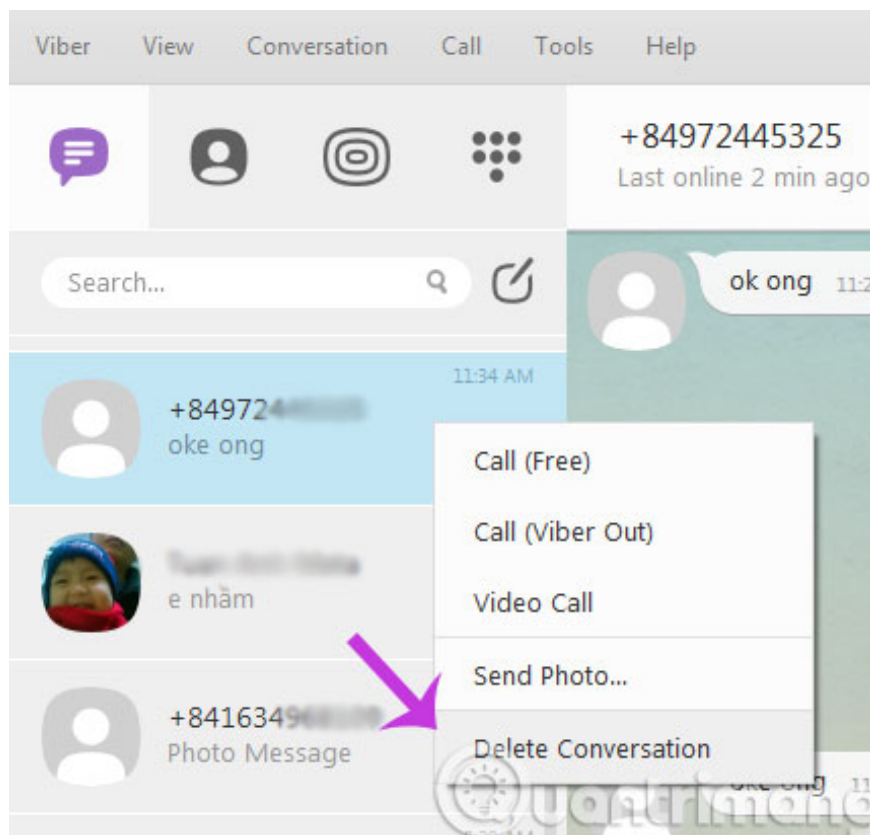 Viber View Conversation Call Tools Help
+84972445325
Last online 2 min ago
Search...
ok ong
11:34 AM
+84972
oke ong
Call (Free)
Call (Viber Out)
Video Call
Send Photo...
Delete Conversation
e nhầm
+841634
Photo Message
oke ong
Quantrimang